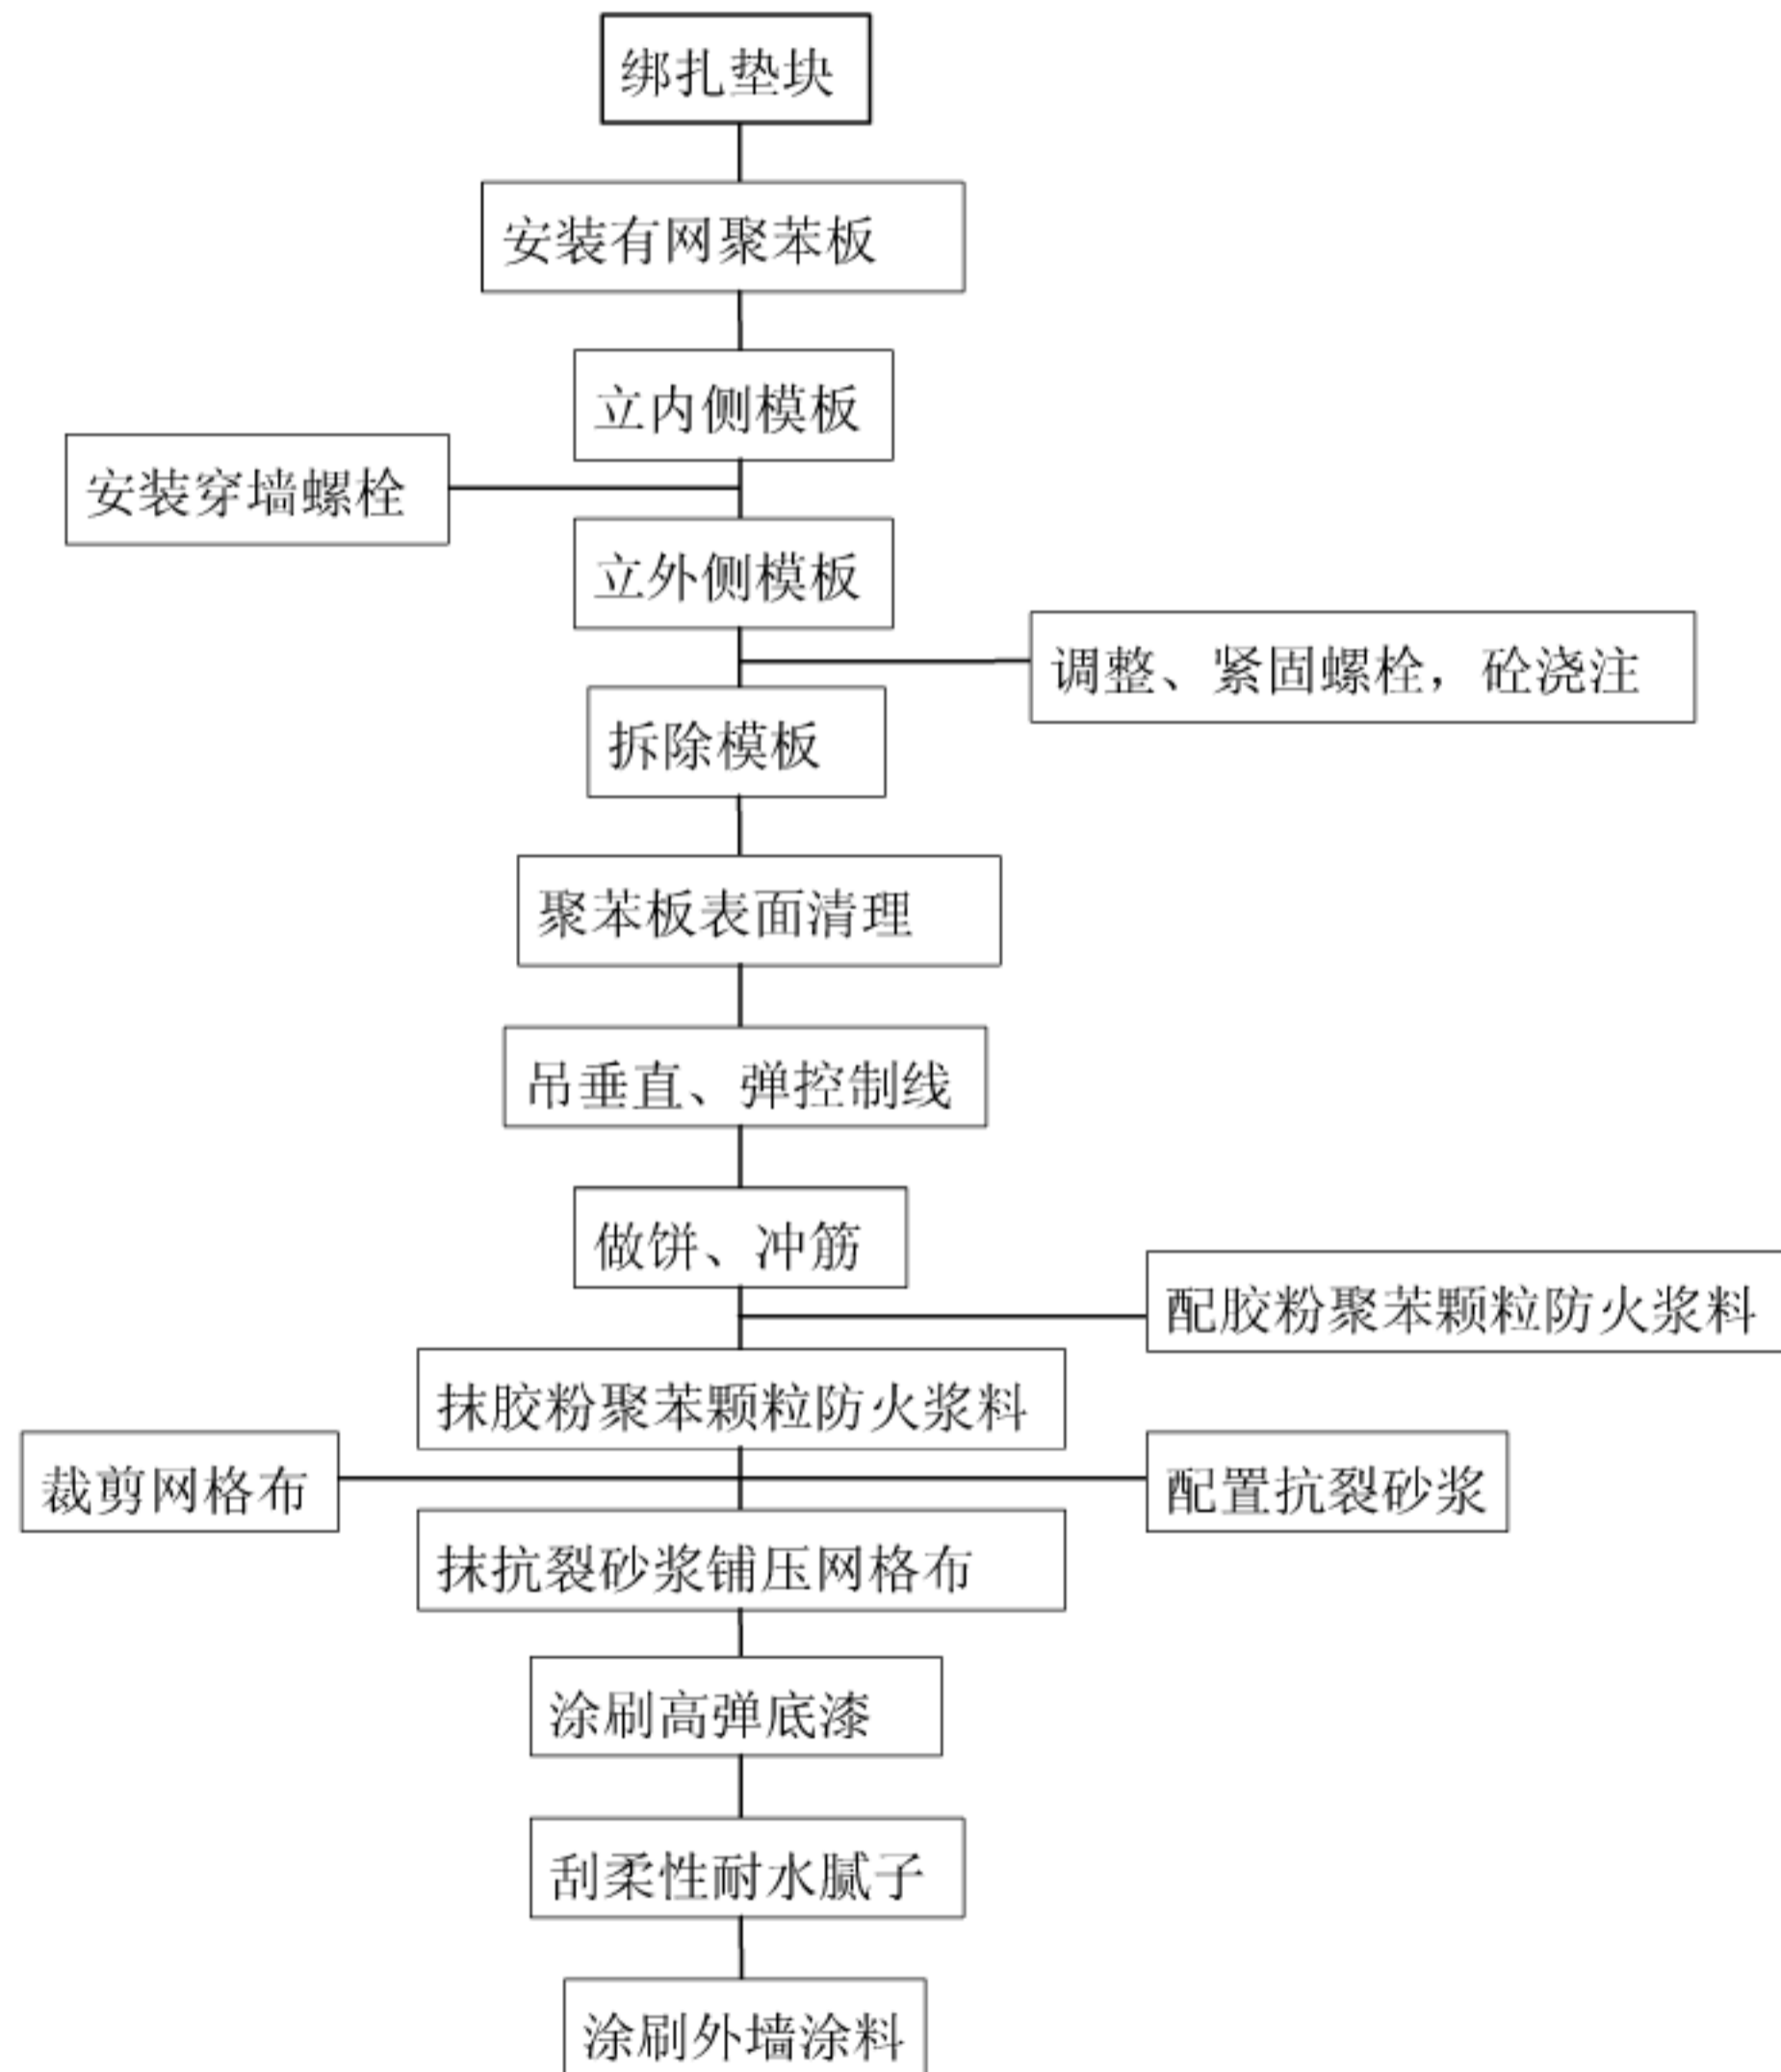 绑扎垫块
安装有网聚苯板
立内侧模板
安装穿墙螺栓
立外侧模板
调整、紧固螺栓，砼浇注
拆除模板
聚苯板表面清理
吊垂直、弹控制线
做饼、冲筋
配胶粉聚苯颗粒防火浆料
抹胶粉聚苯颗粒防火浆料
裁剪网格布
配置抗裂砂浆
抹抗裂砂浆铺压网格布
涂刷高弹底漆
刮柔性耐水腻子
涂刷外墙涂料